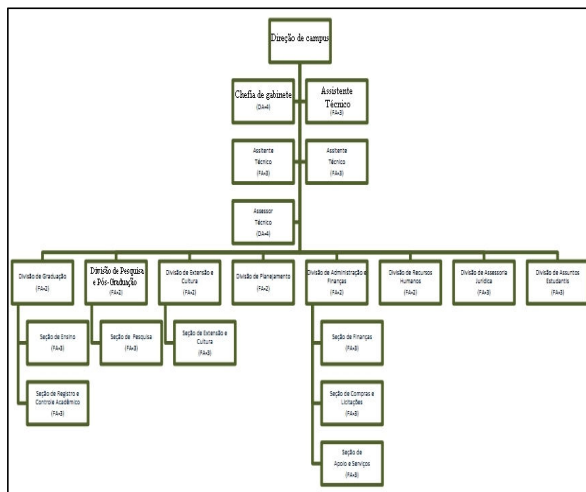 Direção de campus
Chefia de gabinete
(DA-4)
Assistente
Técnico
(FA-3)
Assitente
Técnico
(FA-3)
Assitente
Técnico
(FA-3)
Assessor
Técnico
(DA-4)
Divisão de Graduação
(FA-2)
Divisão de Pesquisa
e Pós-Graduação
(FA-2)
Divisão de Extensão e
Cultura
(FA-2)
Divisão de Planejamento
(FA-2)
Divisão de Administração e
Finanças
(FA-2)
Divisão de Recursos
Humanos
(FA-2)
Divisão de Assessoria
Jurídica
(FA-3)
Divisão de Assuntos
Estudantis
(FA-3)
Seção de Ensino
(FA-3)
Seção de Pesquisa
(FA-3)
Seção de Extensão e
Cultura
(FA-3)
Seção de Finanças
(FA-3)
Seção de Registro e
Controle Acadêmico
(FA-3)
Seção de Compras e
Licitações
(FA-3)
Seção de
Apoio e Serviços
(FA-3)